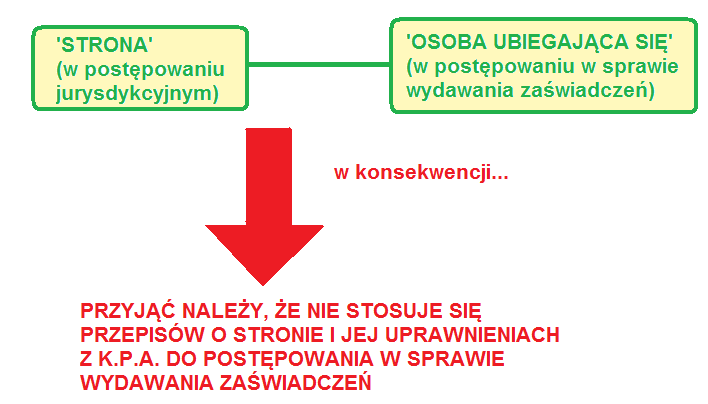 'STRONA'
(w postępowaniu
jurysdykcyjnym)
'OSOBA UBIEGAJĄCA SIĘ'
(w postępowaniu w sprawie
wydawania zaświadczeń)
w konsekwencji...
PRZYJĄĆ NALEŻY, ŻE NIE STOSUJE SIĘ
PRZEPISÓW O STRONIE I JEJ UPRAWNIENIACH
Z K.P.A. DO POSTĘPOWANIA W SPRAWIE
WYDAWANIA ZAŚWIADCZEŃ